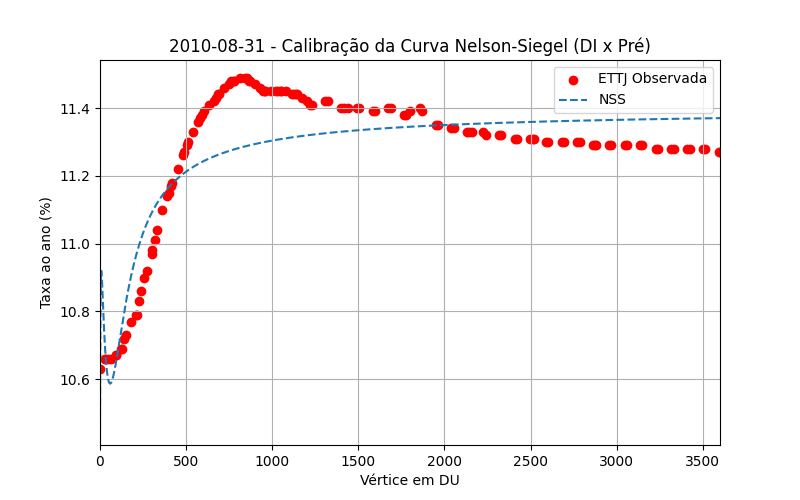 2010-08-31 - Calibração da Curva Nelson-Siegel (DI x Pré)
ETTJ Observada
NSS
Taxa ao ano (%)
11.4
11.2
11.0
10.8
10.6
0
500
1000
1500
2000
2500
3000
3500
Vértice em DU